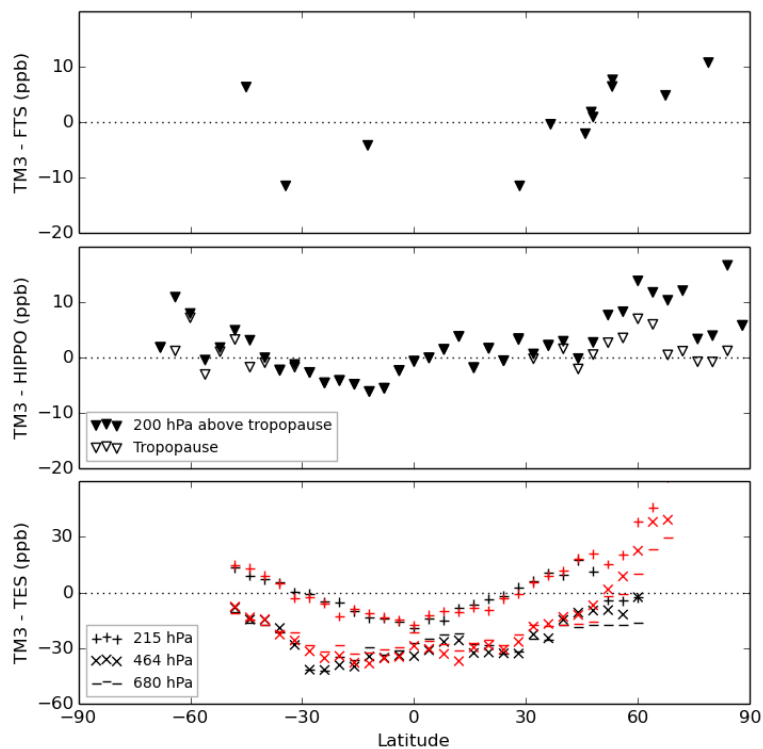 TM3 - FTS (ppb)
10
0
−10
−20
TM3 - HIPPO (ppb)
10
0
−10
−20
200 hPa above tropopause
Tropopause
TM3 - TES (ppb)
30
0
−30
−60
215 hPa
464 hPa
680 hPa
−90 −60 −30 0 30 60 90
Latitude